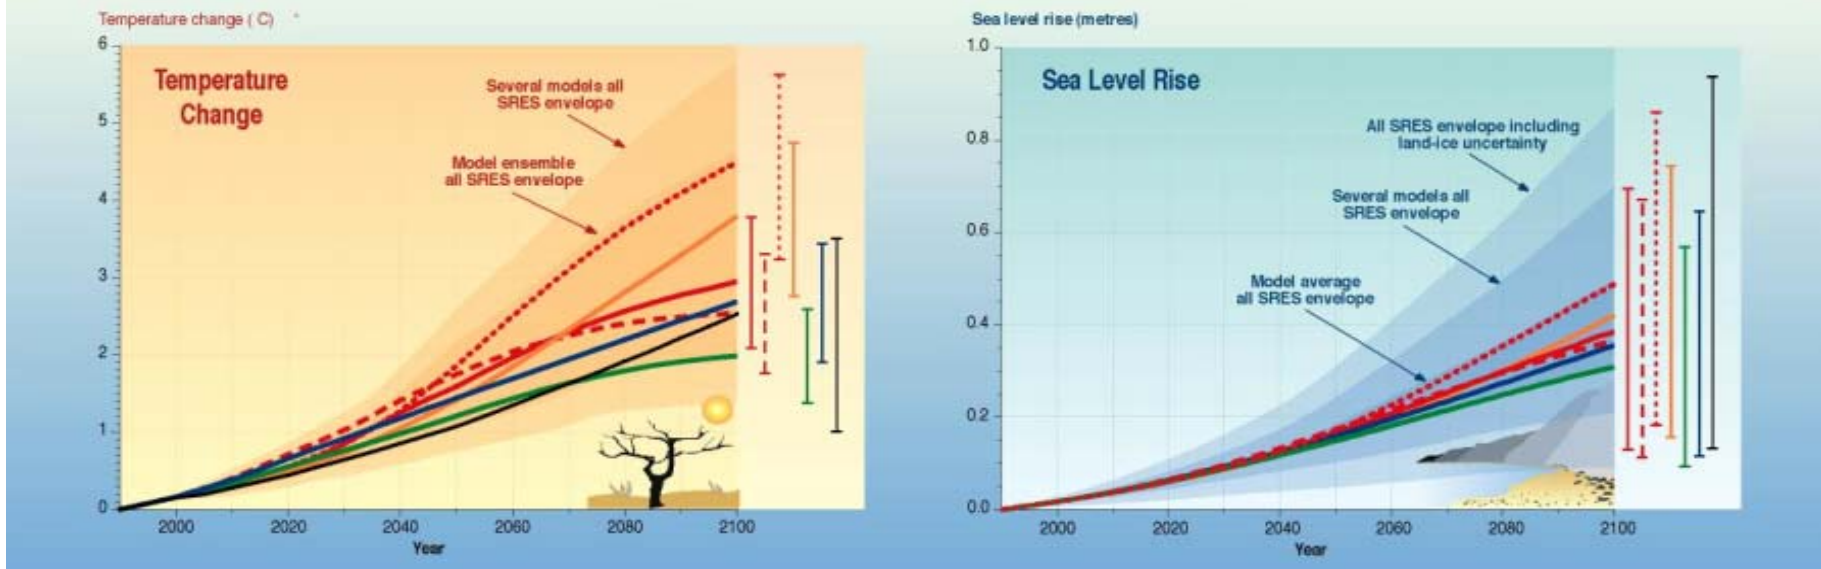 Temperature change ( C) °
6
5
4
3
2
1
0
Temperature
Change
Several models all
SRES envelope
Model ensemble
all SRES envelope
2000 2020 2040 2060 2080 2100
Year
Sea level rise (metres)
1.0
0.8
0.6
0.4
0.2
0.0
Sea Level Rise
All SRES envelope including
land-ice uncertainty
Several models all
SRES envelope
Model average
all SRES envelope
2000 2020 2040 2060 2080 2100
Year